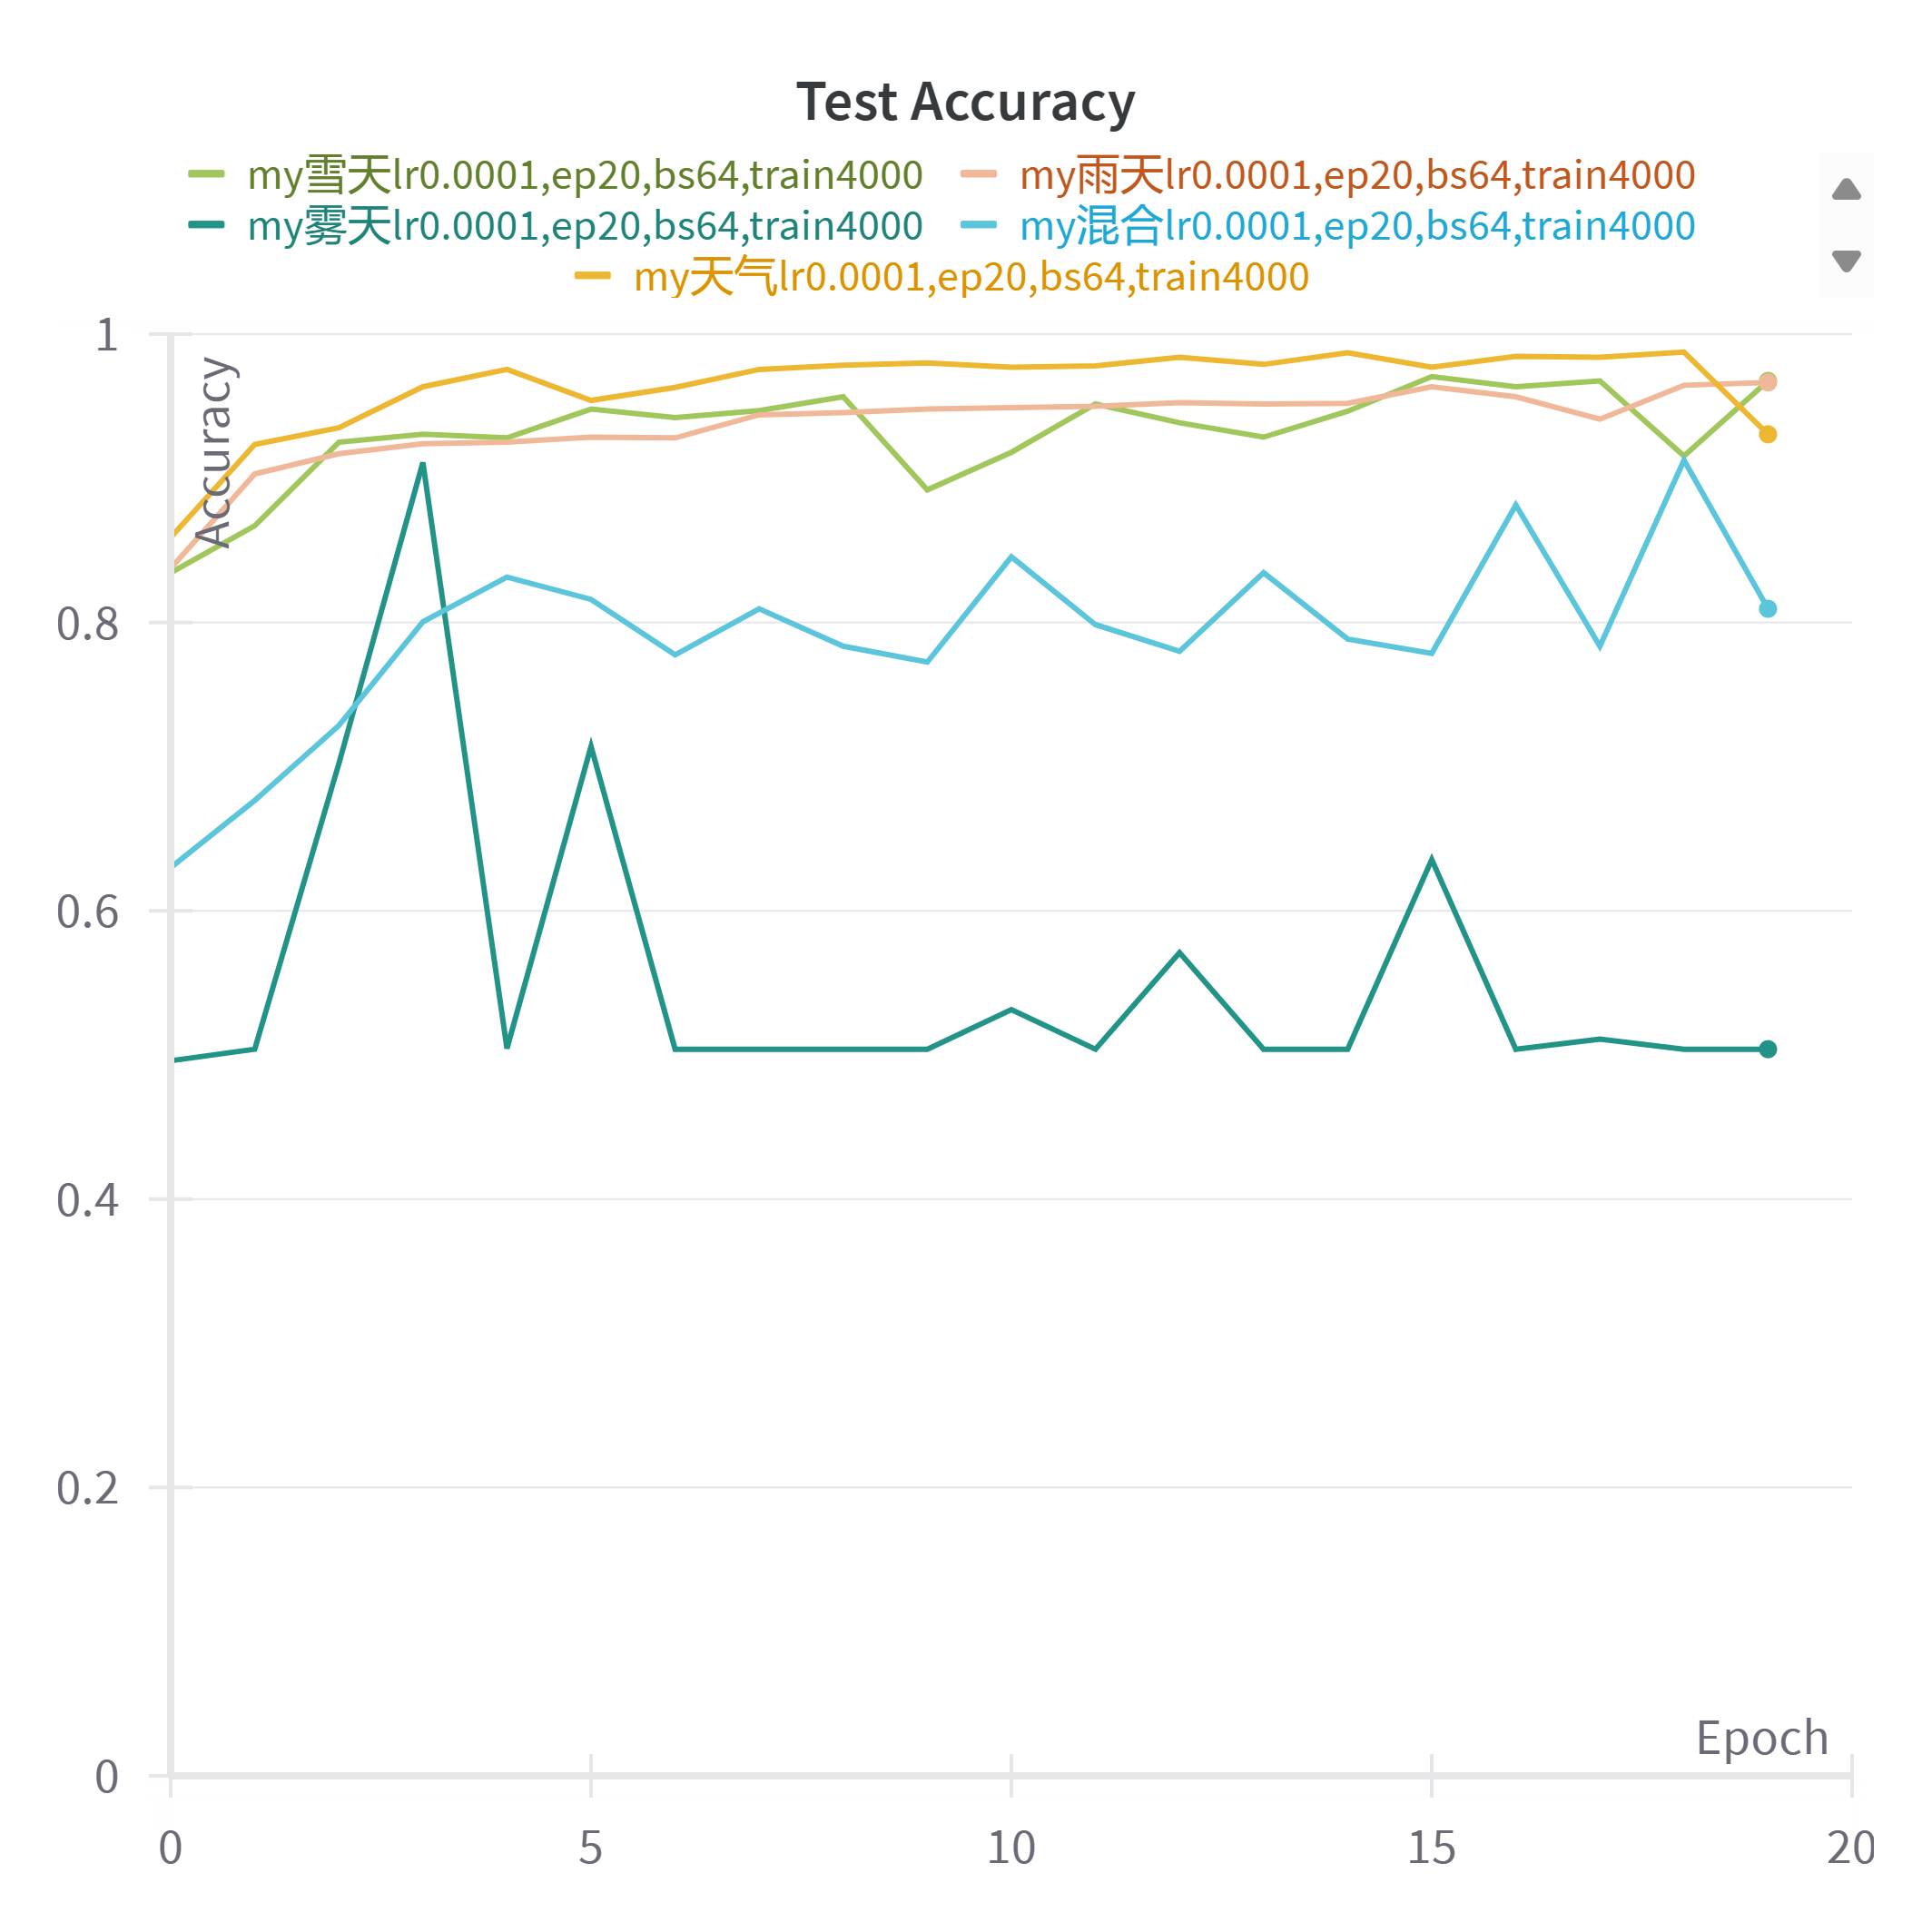 Test Accuracy
my雪天lr0.0001,ep20,bs64,train4000 my雨天lr0.0001,ep20,bs64,train4000
my雾天lr0.0001,ep20,bs64,train4000 my混合lr0.0001,ep20,bs64,train4000
my天气lr0.0001,ep20,bs64,train4000
Accuracy
1
0.8
0.6
0.4
0.2
0
Epoch
0 5 10 15 20